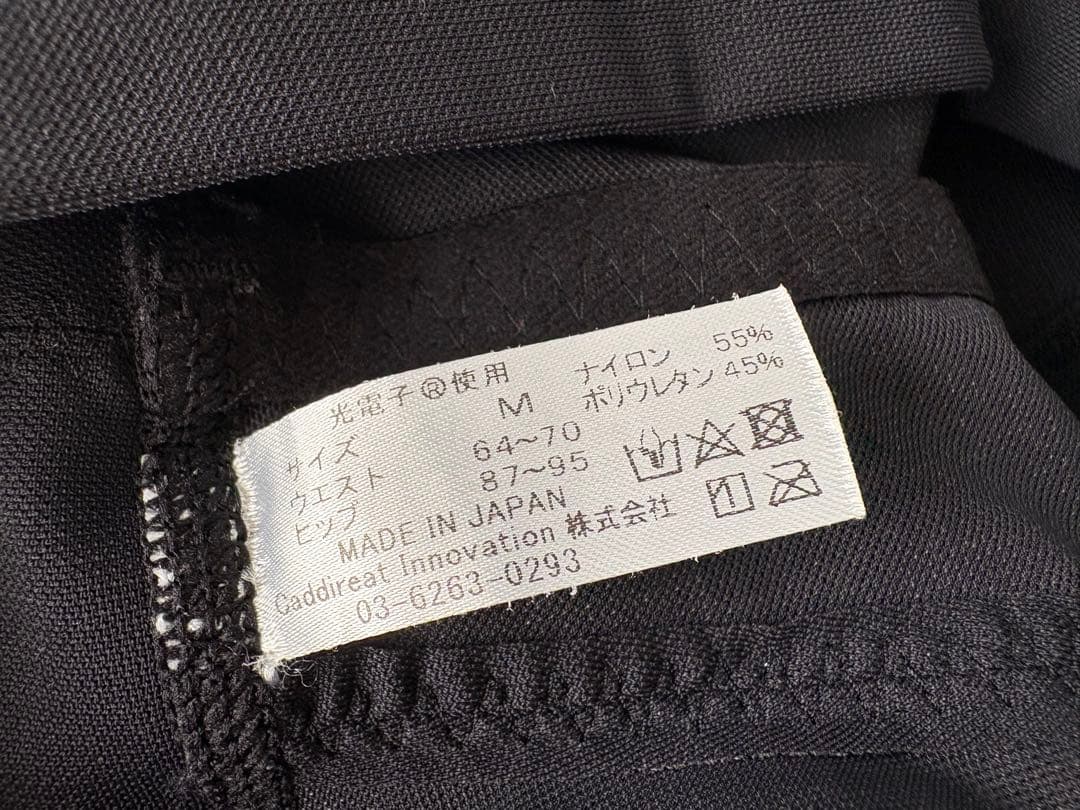 光電子®使用
サイズ M
ウエスト 64~70
ヒップ 87~95
MADE IN JAPAN
Caddireat Innovation 株式会社
03-6263-0293
ナイロン 55%
ポリウレタン 45%
1